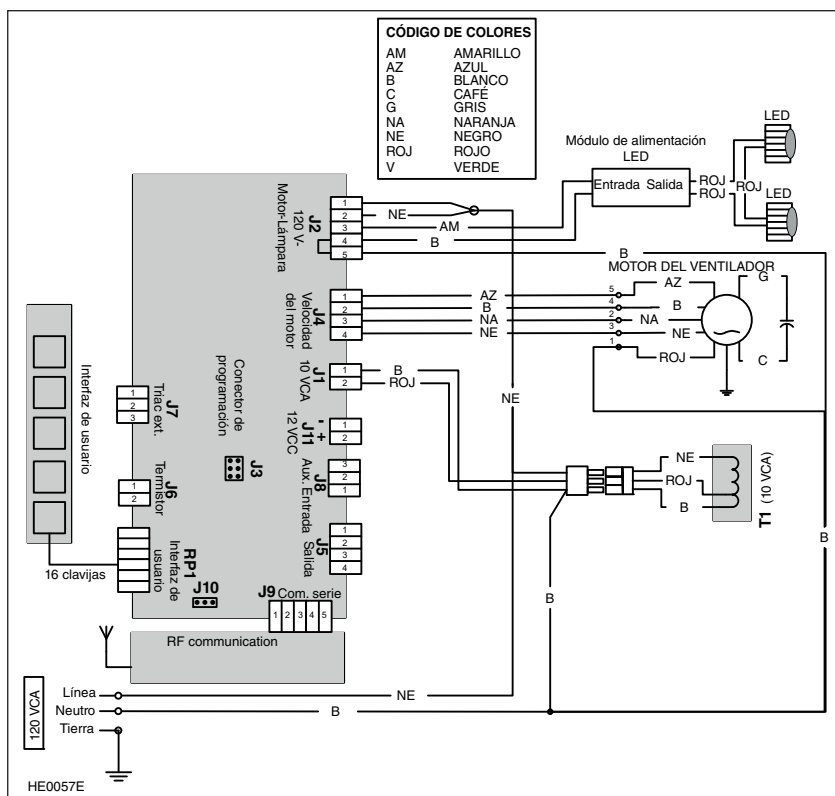 CÓDIGO DE COLORES
AM AMARILLO
AZ AZUL
B BLANCO
C CAFÉ
G GRIS
NA NARANJA
NE NEGRO
ROJ ROJO
V VERDE
LED
Módulo de alimentación
LED
Entrada Salida
ROJ
ROJ
ROJ
LED
J2
120 V-
Motor-Lámpara
1
2
3
4
5
NE
AM
B
B
MOTOR DEL VENTILADOR
J4
Velocidad
del motor
1
2
3
4
AZ
B
NA
NE
5
4
2
3
1
AZ
B
NA
NE
ROJ
G
C
J1
10 VCA
1
2
B
ROJ
NE
J11
12 VCC
- +
1
2
J8
Aux. Entrada
3
2
1
J5
Salida
1
2
3
4
NE
ROJ
B
T1 (10 VCA)
B
B
Interfaz de usuario
J7
Triac ext.
1
2
3
Conector de
programación
J3
J6
Termistor
1
2
RP1
Interfaz de
usuario
16 clavijas
J10
J9 Com. serie
1 2 3 4 5
RF communication
120 VCA
Línea
NE
Neutro
B
Tierra
HE0057E